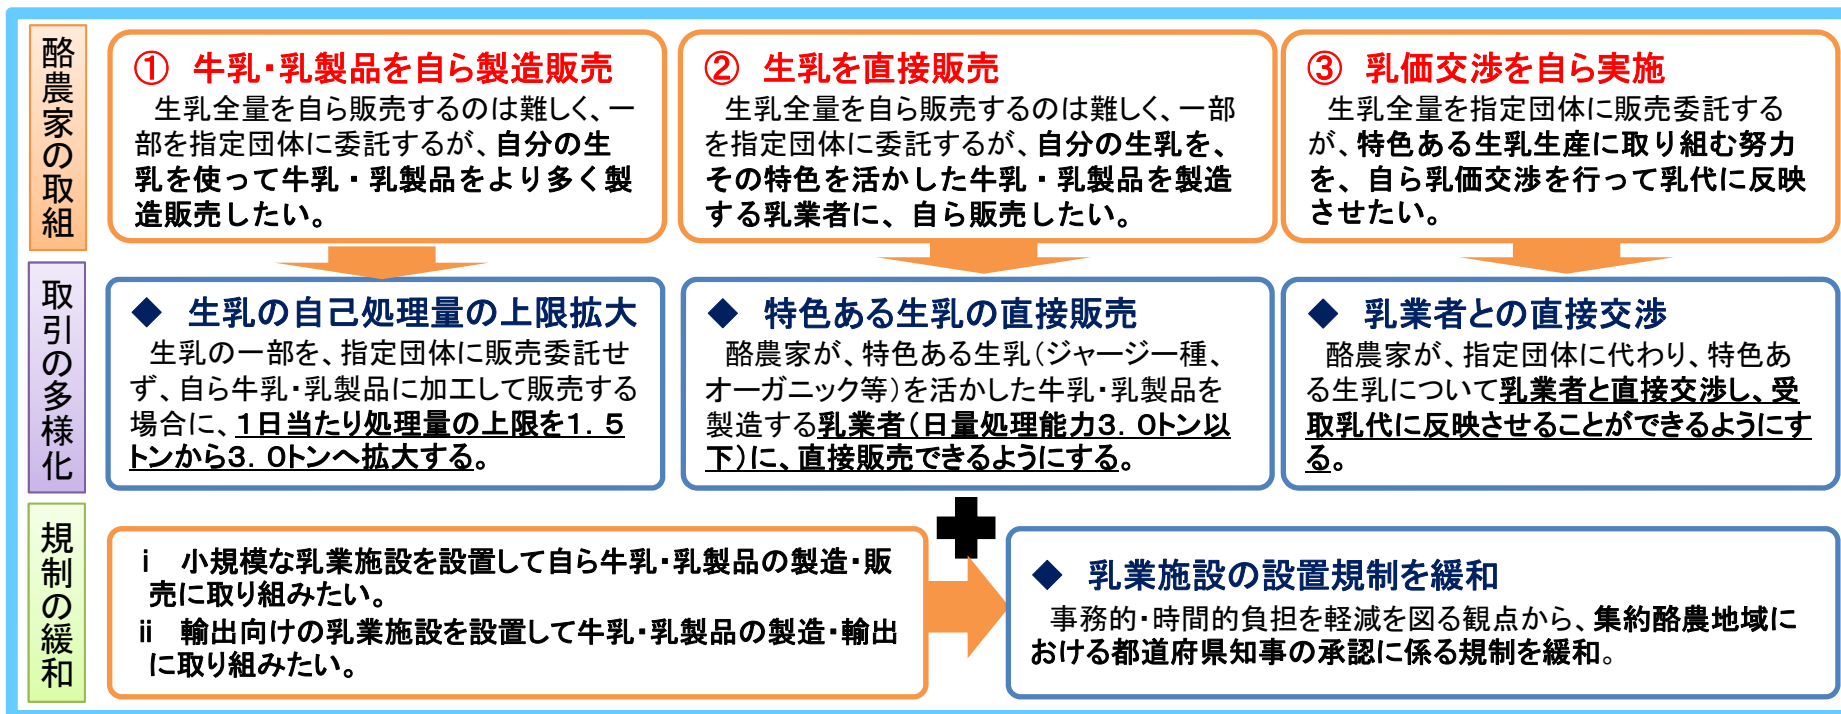 酪農家の取組
① 牛乳・乳製品を自ら製造販売
生乳全量を自ら販売するのは難しく、一
部を指定団体に委託するが、自分の生
乳を使って牛乳・乳製品をより多く製
造販売したい。
② 生乳を直接販売
生乳全量を自ら販売するのは難しく、一部
を指定団体に委託するが、自分の生乳を、
その特色を活かした牛乳・乳製品を製造
する乳業者に、自ら販売したい。
③ 乳価交渉を自ら実施
生乳全量を指定団体に販売委託する
が、特色ある生乳生産に取り組む努力
を、自ら乳価交渉を行って乳代に反映
させたい。
取引の多様化
◆ 生乳の自己処理量の上限拡大
生乳の一部を、指定団体に販売委託せ
ず、自ら牛乳・乳製品に加工して販売する
場合に、1日当たり処理量の上限を1．5
トンから3．0トンへ拡大する。
◆ 特色ある生乳の直接販売
酪農家が、特色ある生乳（ジャージー種、
オーガニック等）を活かした牛乳・乳製品を
製造する乳業者（日量処理能力3．0トン以
下）に、直接販売できるようにする。
◆ 乳業者との直接交渉
酪農家が、指定団体に代わり、特色あ
る生乳について乳業者と直接交渉し、受
取乳代に反映させることができるようにす
る。
規制の緩和
ⅰ 小規模な乳業施設を設置して自ら牛乳・乳製品の製造・販
売に取り組みたい。
ⅱ 輸出向けの乳業施設を設置して牛乳・乳製品の製造・輸出
に取り組みたい。
◆ 乳業施設の設置規制を緩和
事務的・時間的負担を軽減を図る観点から、集約酪農地域に
おける都道府県知事の承認に係る規制を緩和。